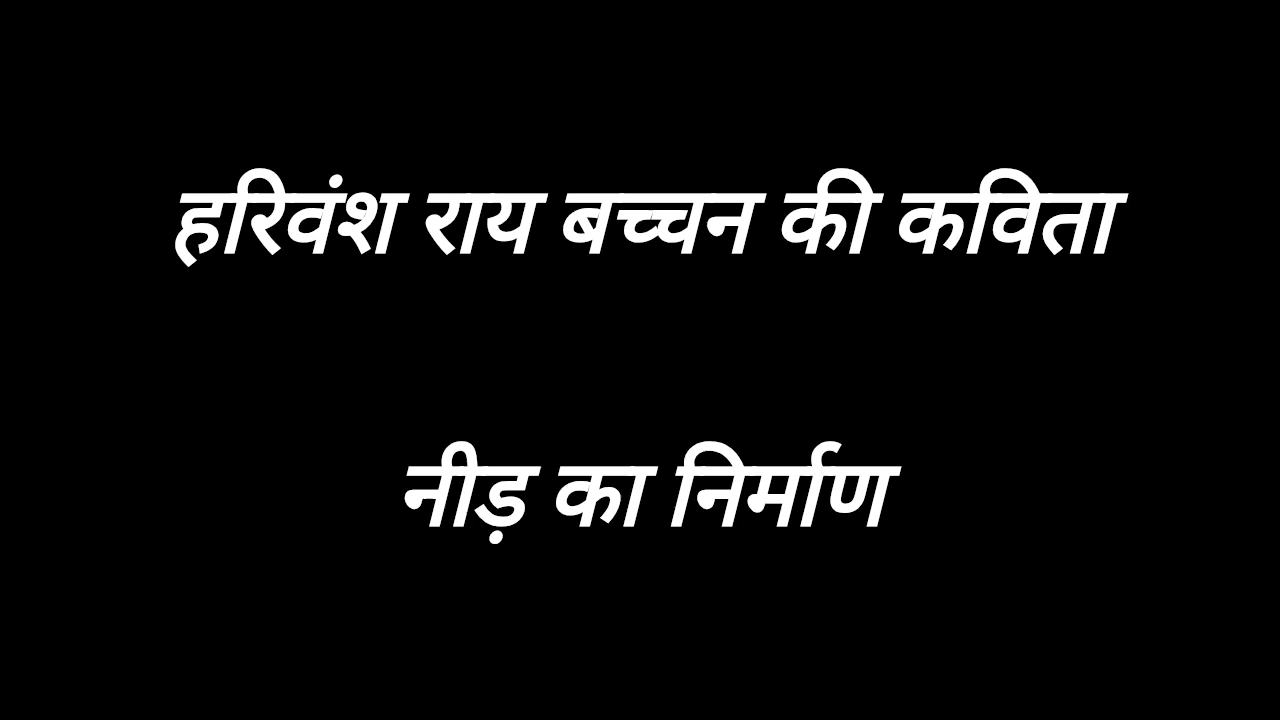 हरिवंश राय बच्चन की कविता
नीड़ का निर्माण